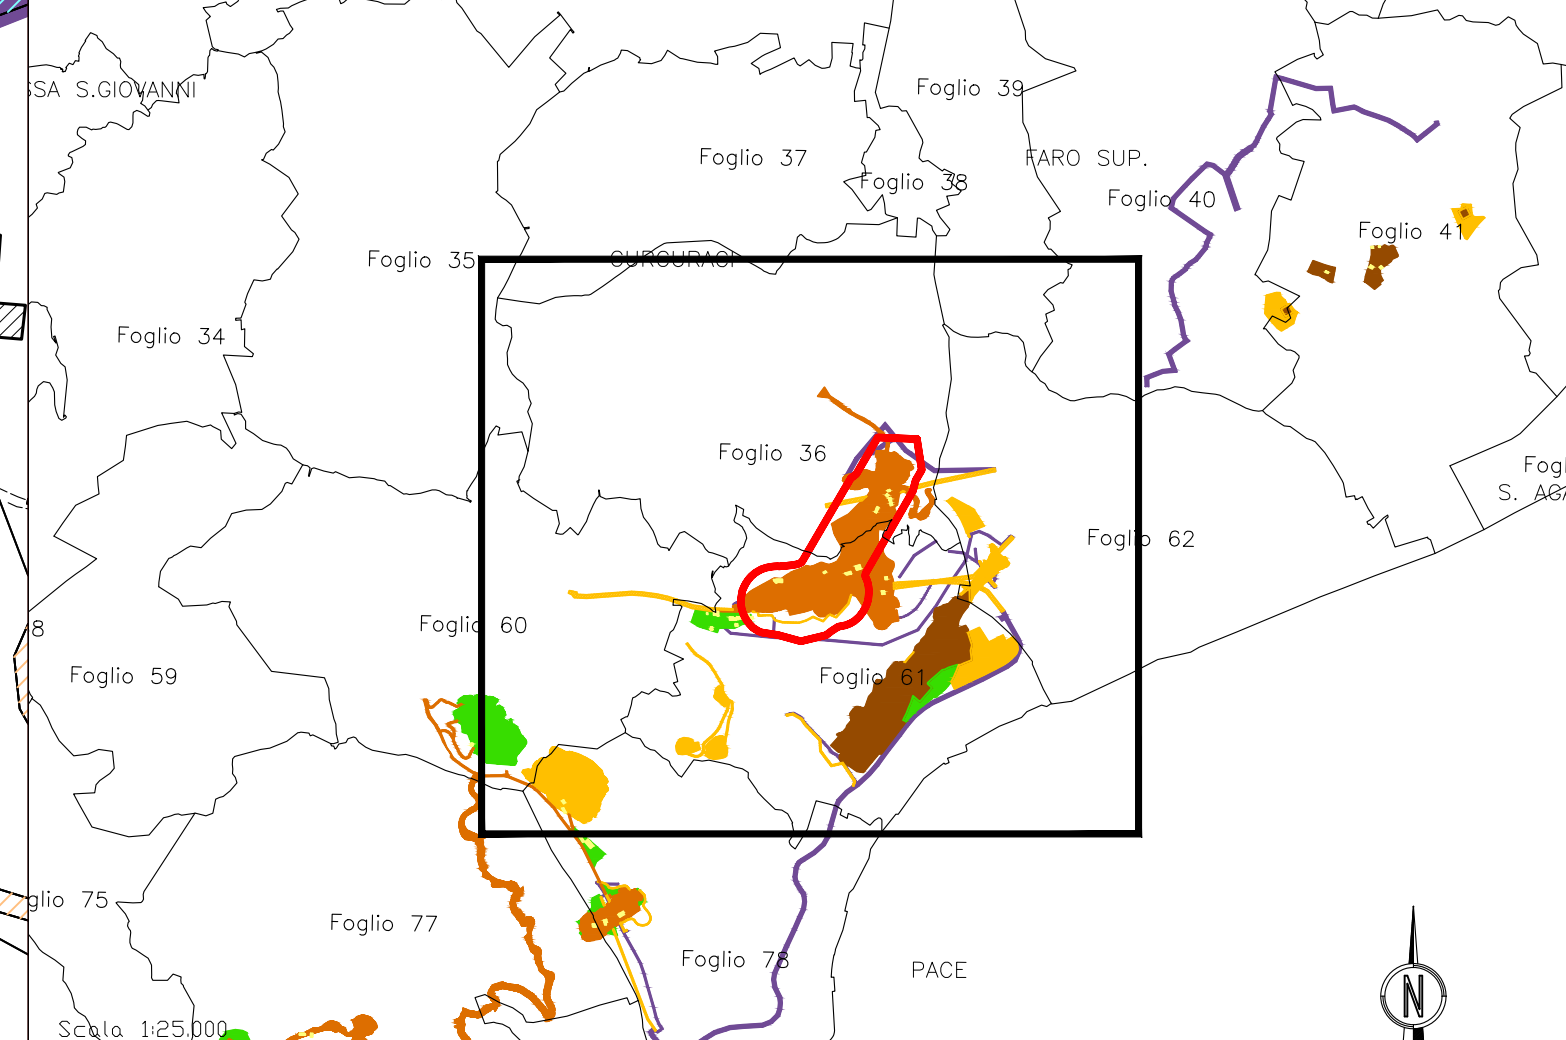 SSA S.GIOVANNI
Foglio 39
Foglio 37
FARO SUP.
Foglio 38
Foglio 40
Foglio 41
Foglio 35
CURCURACI
Foglio 34
Foglio 36
Fogl
S. AGA
Foglio 62
8
Foglio 60
Foglio 59
Foglio 61
glio 75
Foglio 77
Foglio 78
PACE
Scala 1:25.000
N